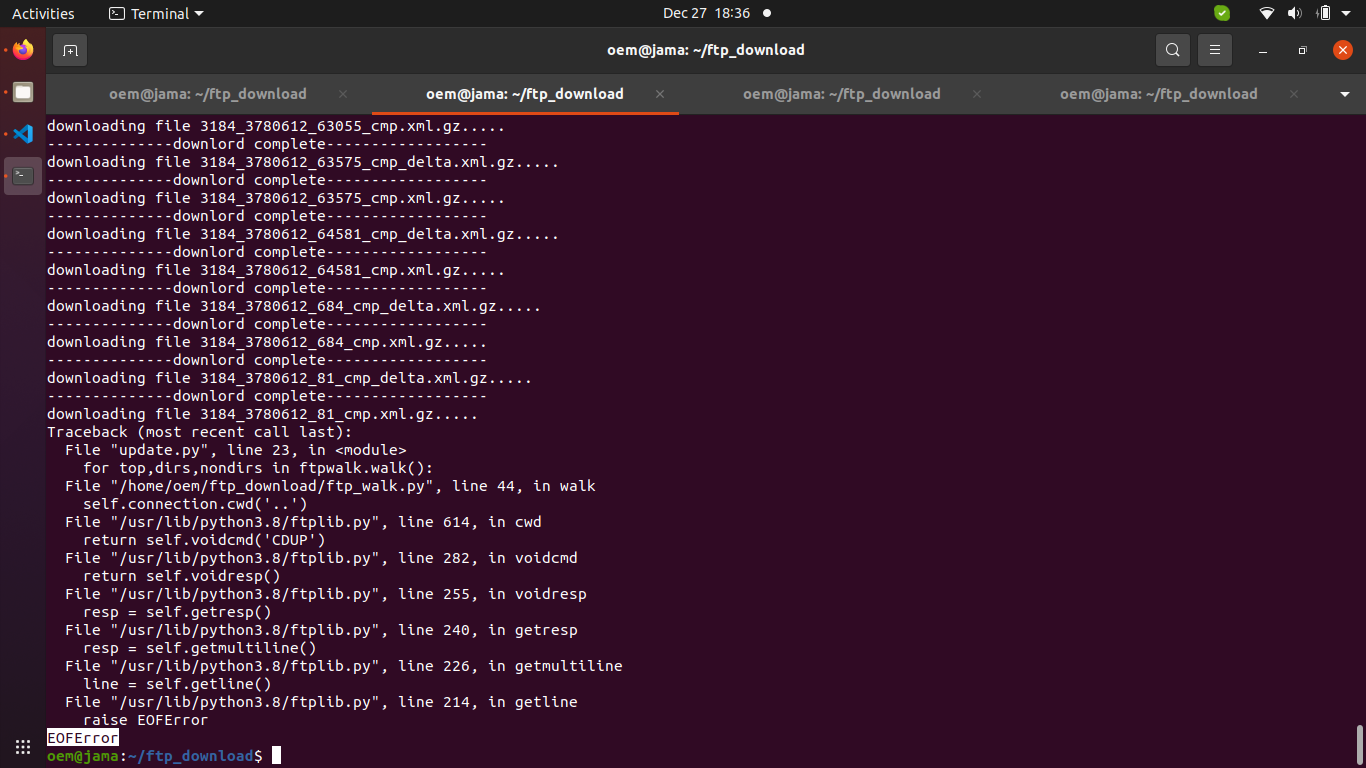 Activities
Terminal
Dec 27 18:36
oem@jama: ~/ftp_download
oem@jama: ~/ftp_download
oem@jama: ~/ftp_download
oem@jama: ~/ftp_download
oem@jama: ~/ftp_download
downloading file 3184_3780612_63055_cmp.xml.gz.....
--------------downlord complete------------------
downloading file 3184_3780612_63575_cmp_delta.xml.gz.....
--------------downlord complete------------------
downloading file 3184_3780612_63575_cmp.xml.gz.....
--------------downlord complete------------------
downloading file 3184_3780612_64581_cmp_delta.xml.gz.....
--------------downlord complete------------------
downloading file 3184_3780612_64581_cmp.xml.gz.....
--------------downlord complete------------------
downloading file 3184_3780612_684_cmp_delta.xml.gz.....
--------------downlord complete------------------
downloading file 3184_3780612_684_cmp.xml.gz.....
--------------downlord complete------------------
downloading file 3184_3780612_81_cmp_delta.xml.gz.....
--------------downlord complete------------------
downloading file 3184_3780612_81_cmp.xml.gz.....
Traceback (most recent call last):
  File "update.py", line 23, in <module>
    for top,dirs,nondirs in ftpwalk.walk():
  File "/home/oem/ftp_download/ftp_walk.py", line 44, in walk
    self.connection.cwd('..')
  File "/usr/lib/python3.8/ftplib.py", line 614, in cwd
    return self.voidcmd('CDUP')
  File "/usr/lib/python3.8/ftplib.py", line 282, in voidcmd
    return self.voidresp()
  File "/usr/lib/python3.8/ftplib.py", line 255, in voidresp
    resp = self.getresp()
  File "/usr/lib/python3.8/ftplib.py", line 240, in getresp
    resp = self.getmultiline()
  File "/usr/lib/python3.8/ftplib.py", line 226, in getmultiline
    line = self.getline()
  File "/usr/lib/python3.8/ftplib.py", line 214, in getline
    raise EOFError
EOFError
oem@jama:~/ftp_download$